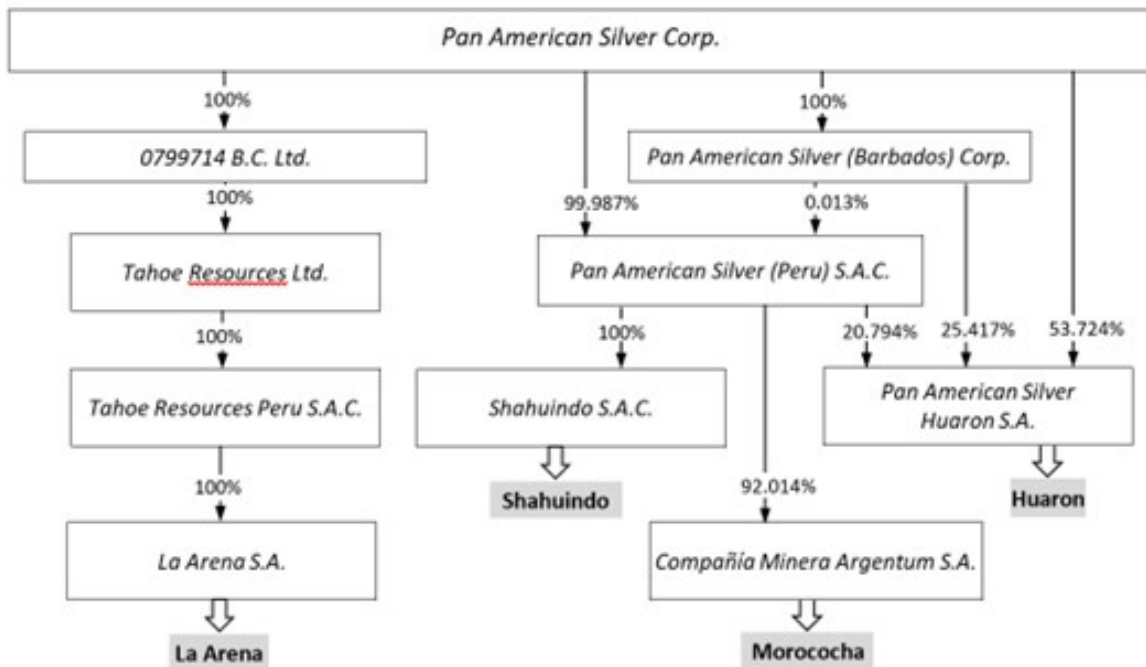 Pan American Silver Corp.
100%
100%
0799714 B.C. Ltd.
Pan American Silver (Barbados) Corp.
100%
99.987%
0.013%
Tahoe Resources Ltd.
Pan American Silver (Peru) S.A.C.
100%
100%
20.794%
25.417%
53.724%
Tahoe Resources Peru S.A.C.
Shahuindo S.A.C.
Pan American Silver
Huaron S.A.
100%
Shahuindo
92.014%
Huaron
La Arena S.A.
Compañía Minera Argentum S.A.
La Arena
Morococha